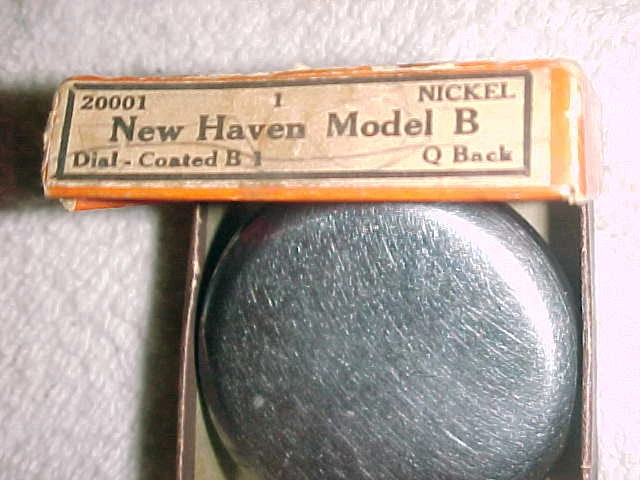 20001 1 NICKEL
New Haven Model B
Dial - Coated B 1 Q Back